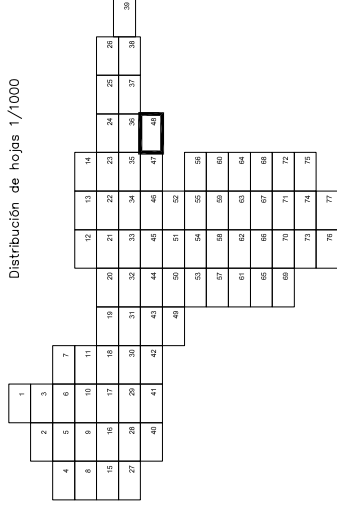 Distribución de hojas 1/1000
1
2 3
4 5 6 7
8 9 10 11 12 13 14
15 16 17 18 19 20 21 22 23 24 25 26
27 28 29 30 31 32 33 34 35 36 37 38 39
40 41 42 43 44 45 46 47 48
49 50 51 52
53 54 55 56
57 58 59 60
61 62 63 64
65 66 67 68
69 70 71 72
73 74 75
76 77